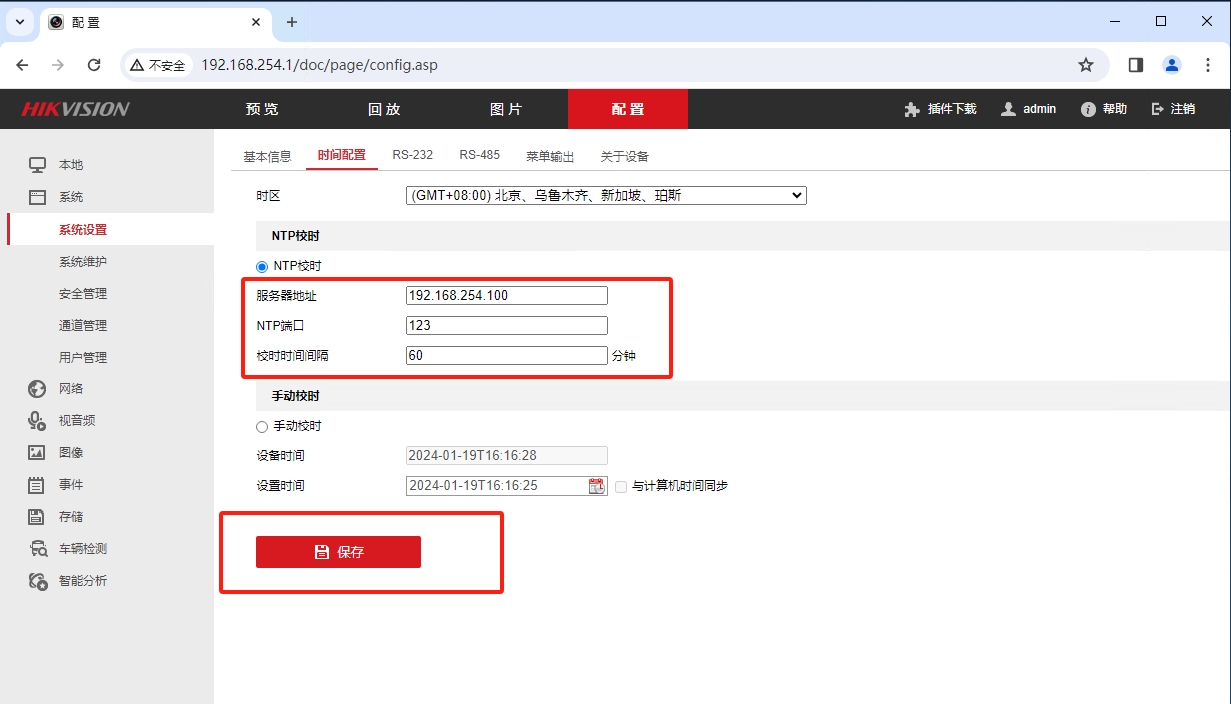 配 置
不安全 192.168.254.1/doc/page/config.asp
HIKVISION 预 览 回 放 图 片 配 置 插件下载 admin 帮助 注销
基本信息 时间配置 RS-232 RS-485 菜单输出 关于设备
本地
系统
系统设置
系统维护
安全管理
通道管理
用户管理
网络
视音频
图像
事件
存储
车辆检测
智能分析
时区 (GMT+08:00) 北京、乌鲁木齐、新加坡、珀斯
NTP校时
NTP校时
服务器地址 192.168.254.100
NTP端口 123
校时时间间隔 60 分钟
手动校时
手动校时
设备时间 2024-01-19T16:16:28
设置时间 2024-01-19T16:16:25 与计算机时间同步
保存